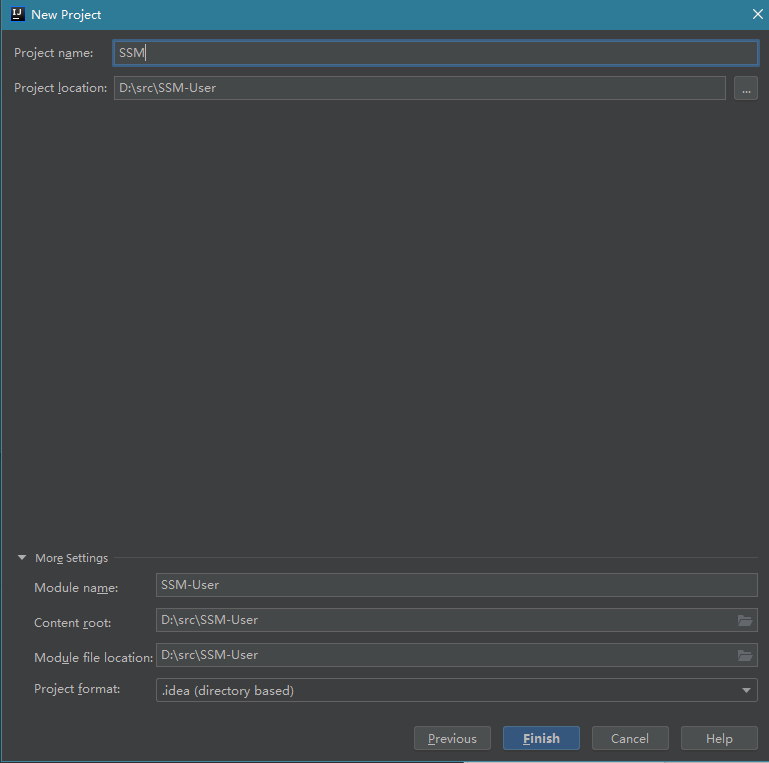 IJ New Project
Project name: SSM
Project location: D:\src\SSM-User ...
More Settings
Module name: SSM-User
Content root: D:\src\SSM-User
Module file location: D:\src\SSM-User
Project format: .idea (directory based)
Previous Finish Cancel Help